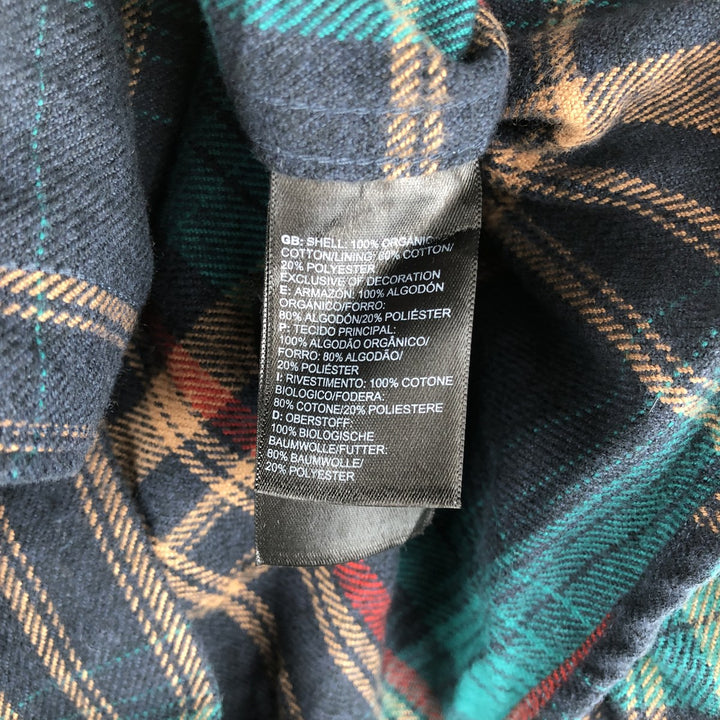 GB: SHELL: 100% ORGANIC
COTTON/LINING: 80% COTTON/
20% POLYESTER
EXCLUSIVE OF DECORATION
E: ARMAZÓN: 100% ALGODÓN
ORGÁNICO/FORRO:
80% ALGODÓN/20% POLIÉSTER
P: TECIDO PRINCIPAL:
100% ALGODÃO ORGÂNICO/
FORRO: 80% ALGODÃO/
20% POLIÉSTER
I: RIVESTIMENTO: 100% COTONE
BIOLOGICO/FODERA:
80% COTONE/20% POLIESTERE
D: OBERSTOFF:
100% BIOLOGISCHE
BAUMWOLLE/FUTTER:
80% BAUMWOLLE/
20% POLYESTER